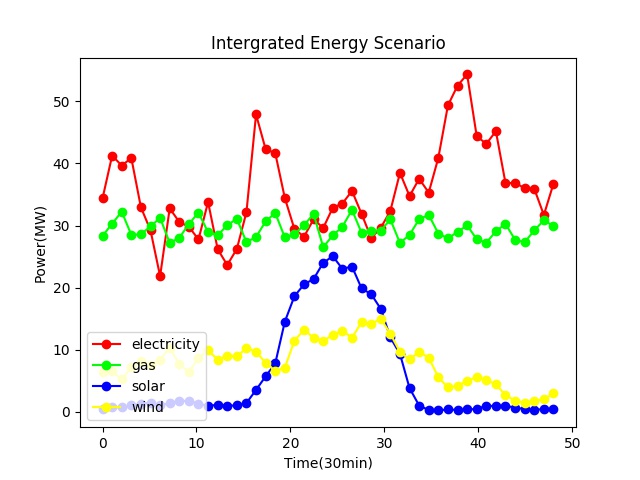 Intergrated Energy Scenario
Power(MW)
50
40
30
20
10
0
electricity
gas
solar
wind
0 10 20 30 40 50
Time(30min)